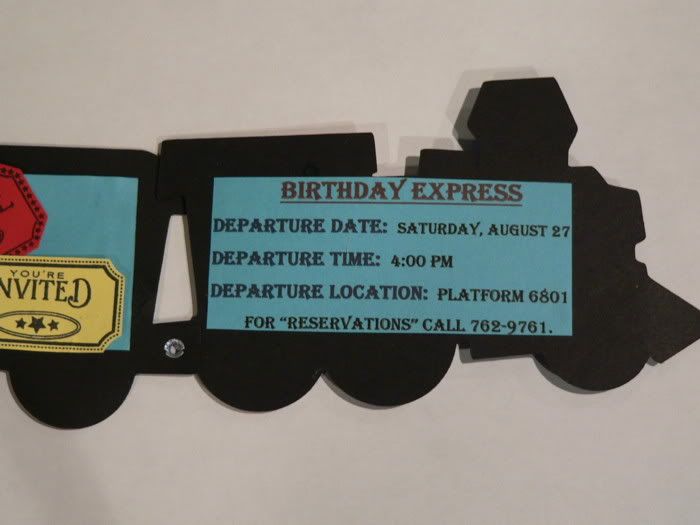 YOU'RE
INVITED
BIRTHDAY EXPRESS
DEPARTURE DATE: SATURDAY, AUGUST 27
DEPARTURE TIME: 4:00 PM
DEPARTURE LOCATION: PLATFORM 6801
FOR "RESERVATIONS" CALL 762-9761.